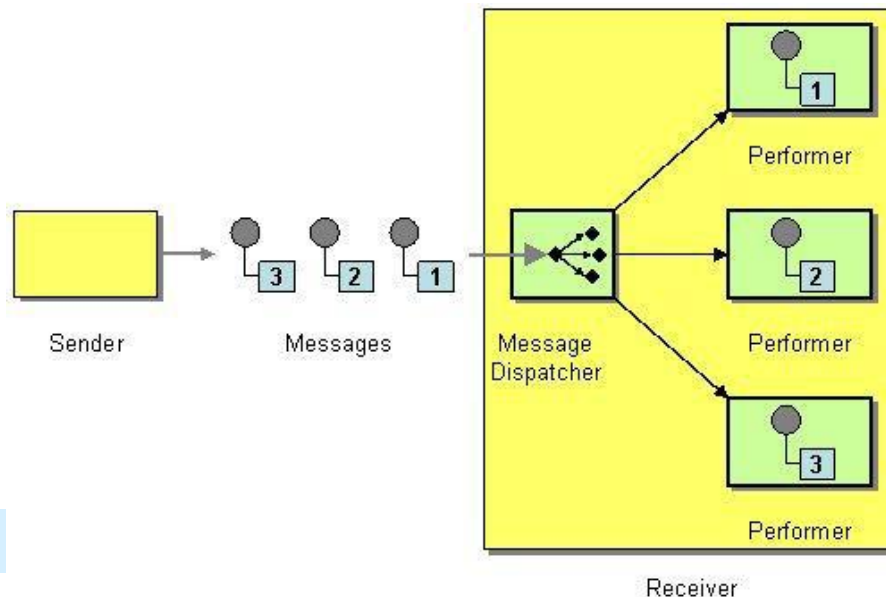 1
Performer
3 2 1
2
Sender
Messages
Message
Dispatcher
Performer
3
Performer
Receiver